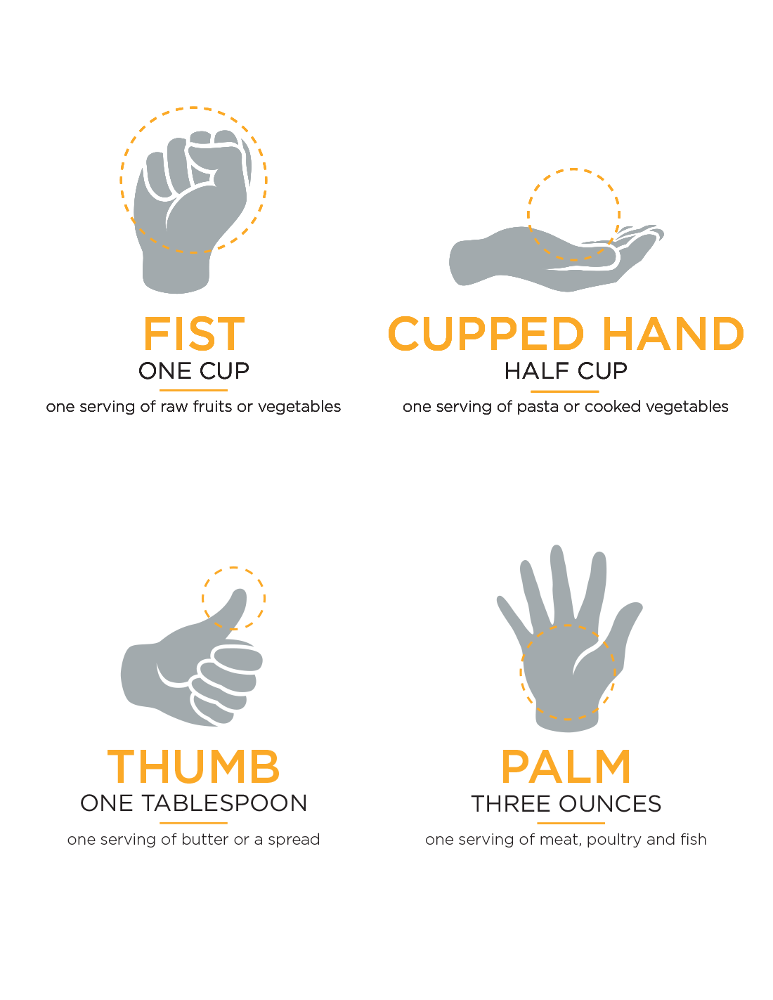 FIST
ONE CUP
one serving of raw fruits or vegetables
CUPPED HAND
HALF CUP
one serving of pasta or cooked vegetables
THUMB
ONE TABLESPOON
one serving of butter or a spread
PALM
THREE OUNCES
one serving of meat, poultry and fish